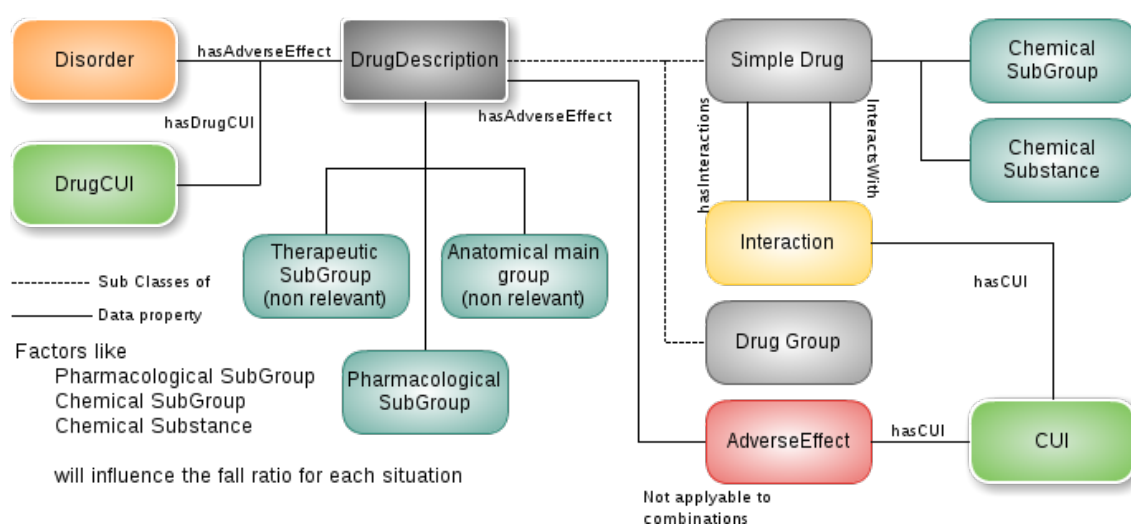 Disorder
hasAdverseEffect
DrugDescription
hasDrugCUI
DrugCUI
hasAdverseEffect
Simple Drug
Chemical
SubGroup
Chemical
Substance
hasInteractions
InteractsWith
Interaction
hasCUI
Therapeutic
SubGroup
(non relevant)
Anatomical main
group
(non relevant)
Sub Classes of
Data property
Pharmacological
SubGroup
Drug Group
AdverseEffect
hasCUI
CUI
Not applyable to
combinations
Factors like
Pharmacological SubGroup
Chemical SubGroup
Chemical Substance
will influence the fall ratio for each situation